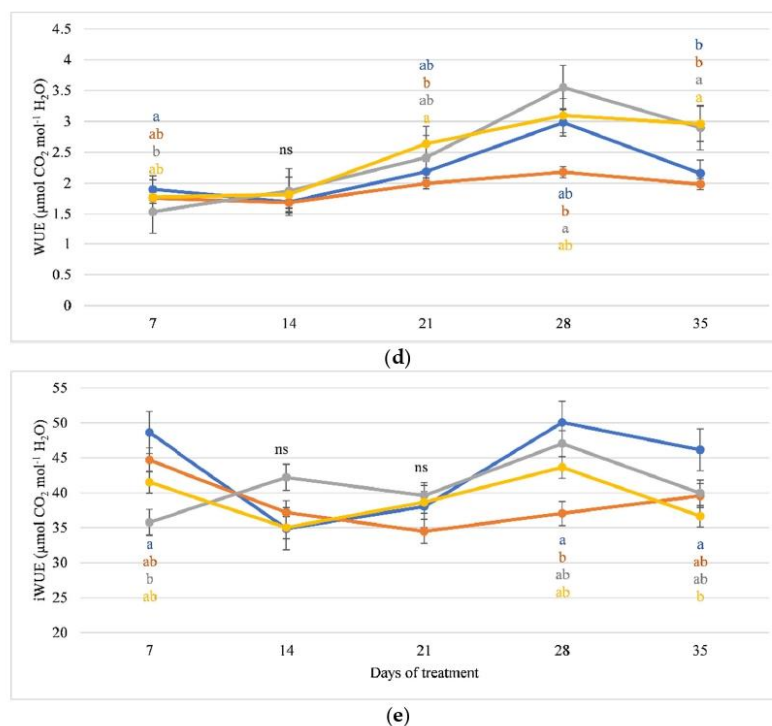 4.5
4
3.5
3
2.5
2
1.5
1
0.5
0
WUE (µmol CO₂ mol⁻¹ H₂O)
a
ab
b
ab
ns
ab
b
ab
a
ab
b
a
ab
b
b
a
a
7 14 21 28 35
(d)
55
50
45
40
35
30
25
20
iWUE (µmol CO₂ mol⁻¹ H₂O)
a
ab
b
ab
ns
ns
a
b
ab
ab
a
ab
ab
b
7 14 21 28 35
Days of treatment
(e)